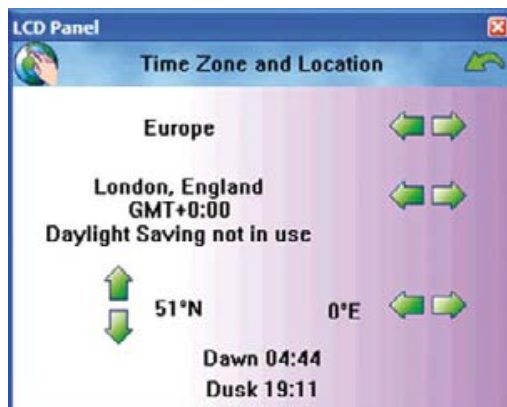 LCD Panel
Time Zone and Location
Europe
London, England
GMT+0:00
Daylight Saving not in use
51°N 0°E
Dawn 04:44
Dusk 19:11